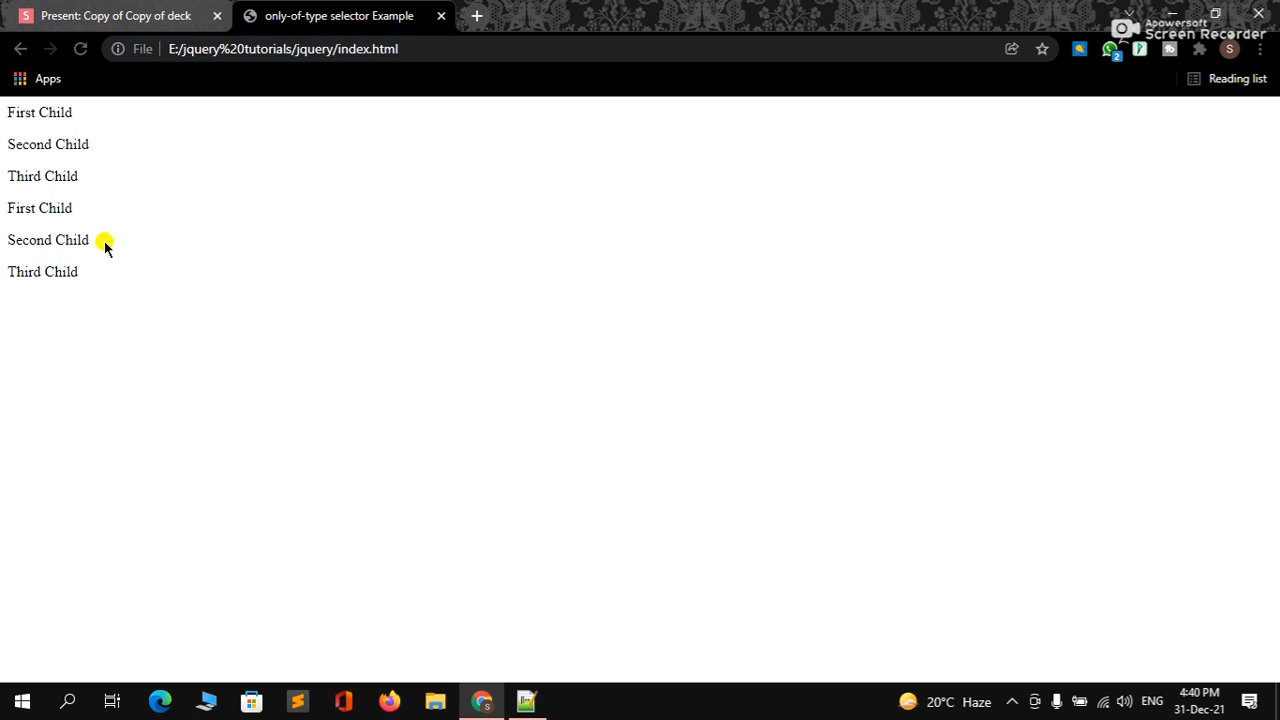 Present: Copy of Copy of deck
only-of-type selector Example
Apowersoft
Screen Recorder
File
E:/jquery%20tutorials/jquery/index.html
2
S
Apps
Reading list
First Child
Second Child
Third Child
First Child
Second Child
Third Child
20°C Haze
ENG
4:40 PM
31-Dec-21